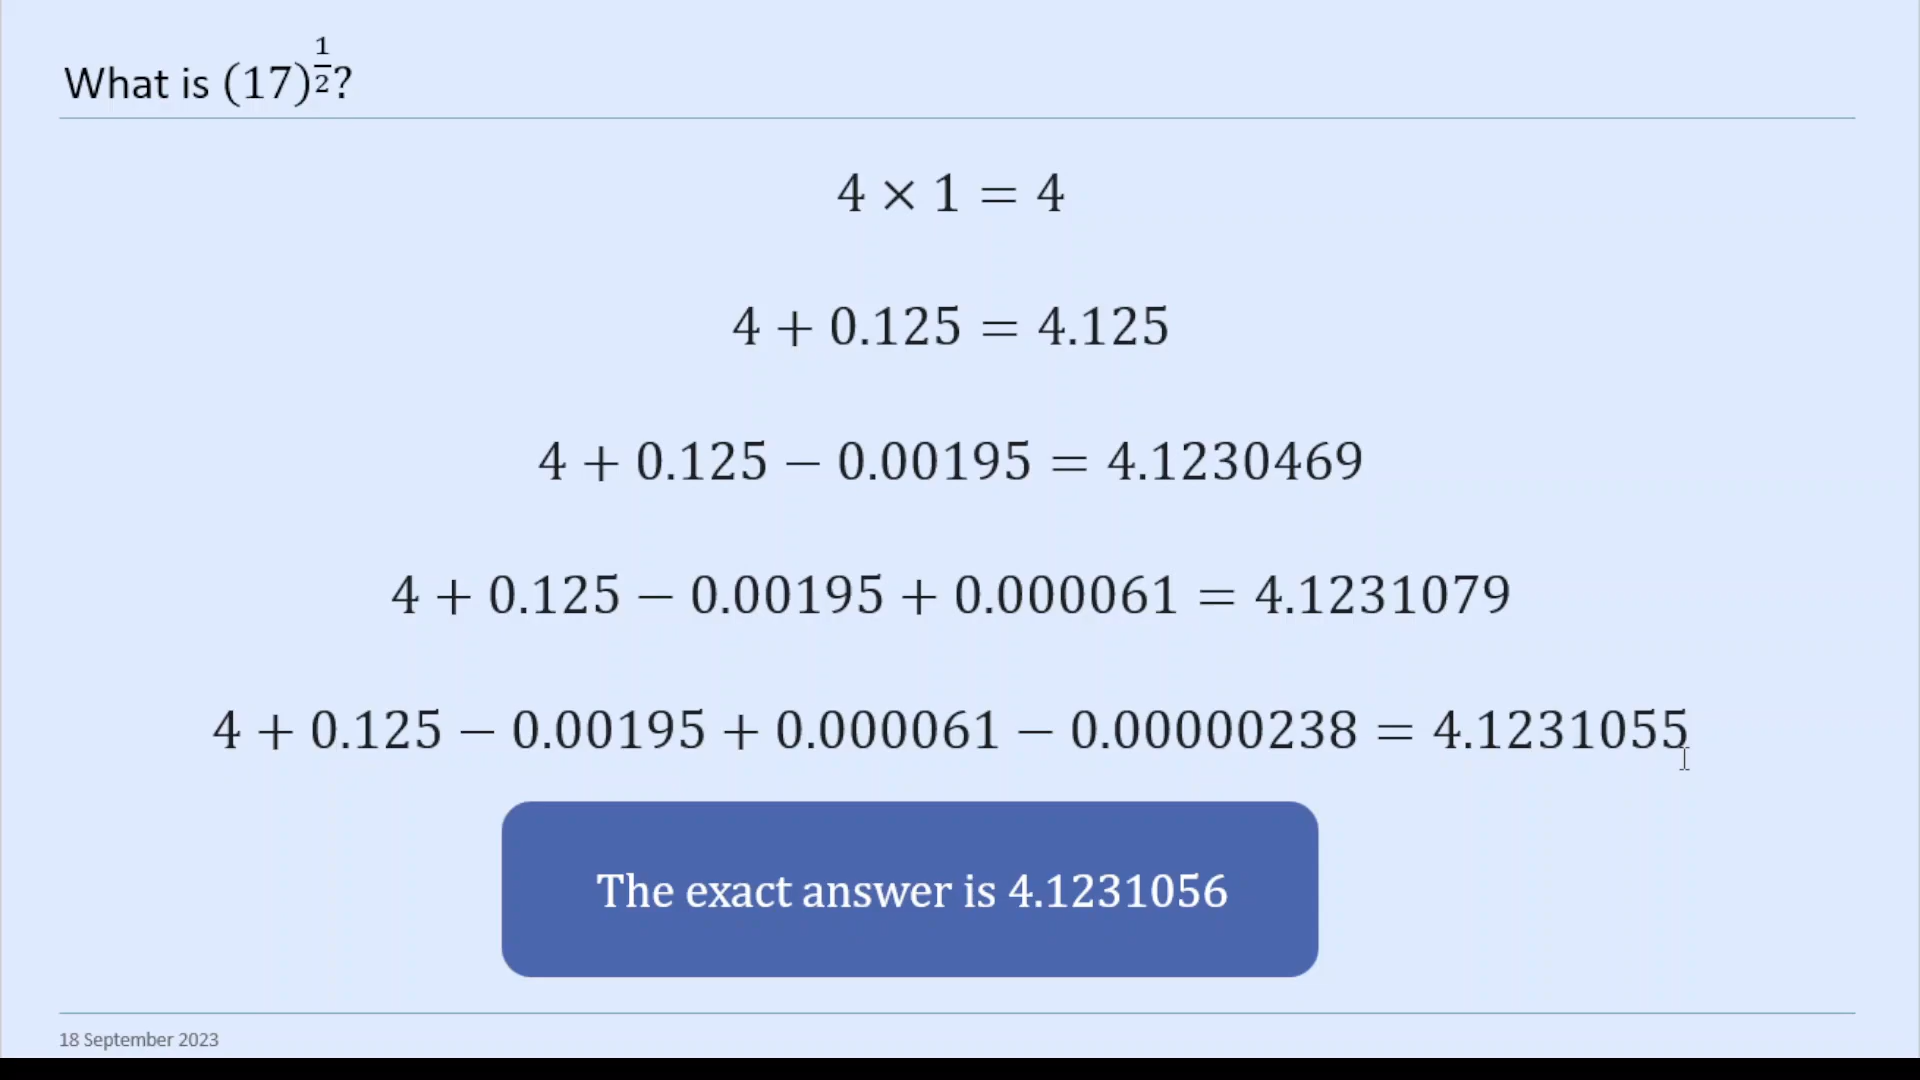 What is (17)^{1/2}?
4 × 1 = 4
4 + 0.125 = 4.125
4 + 0.125 − 0.00195 = 4.1230469
4 + 0.125 − 0.00195 + 0.000061 = 4.1231079
4 + 0.125 − 0.00195 + 0.000061 − 0.00000238 = 4.1231055
The exact answer is 4.1231056
18 September 2023